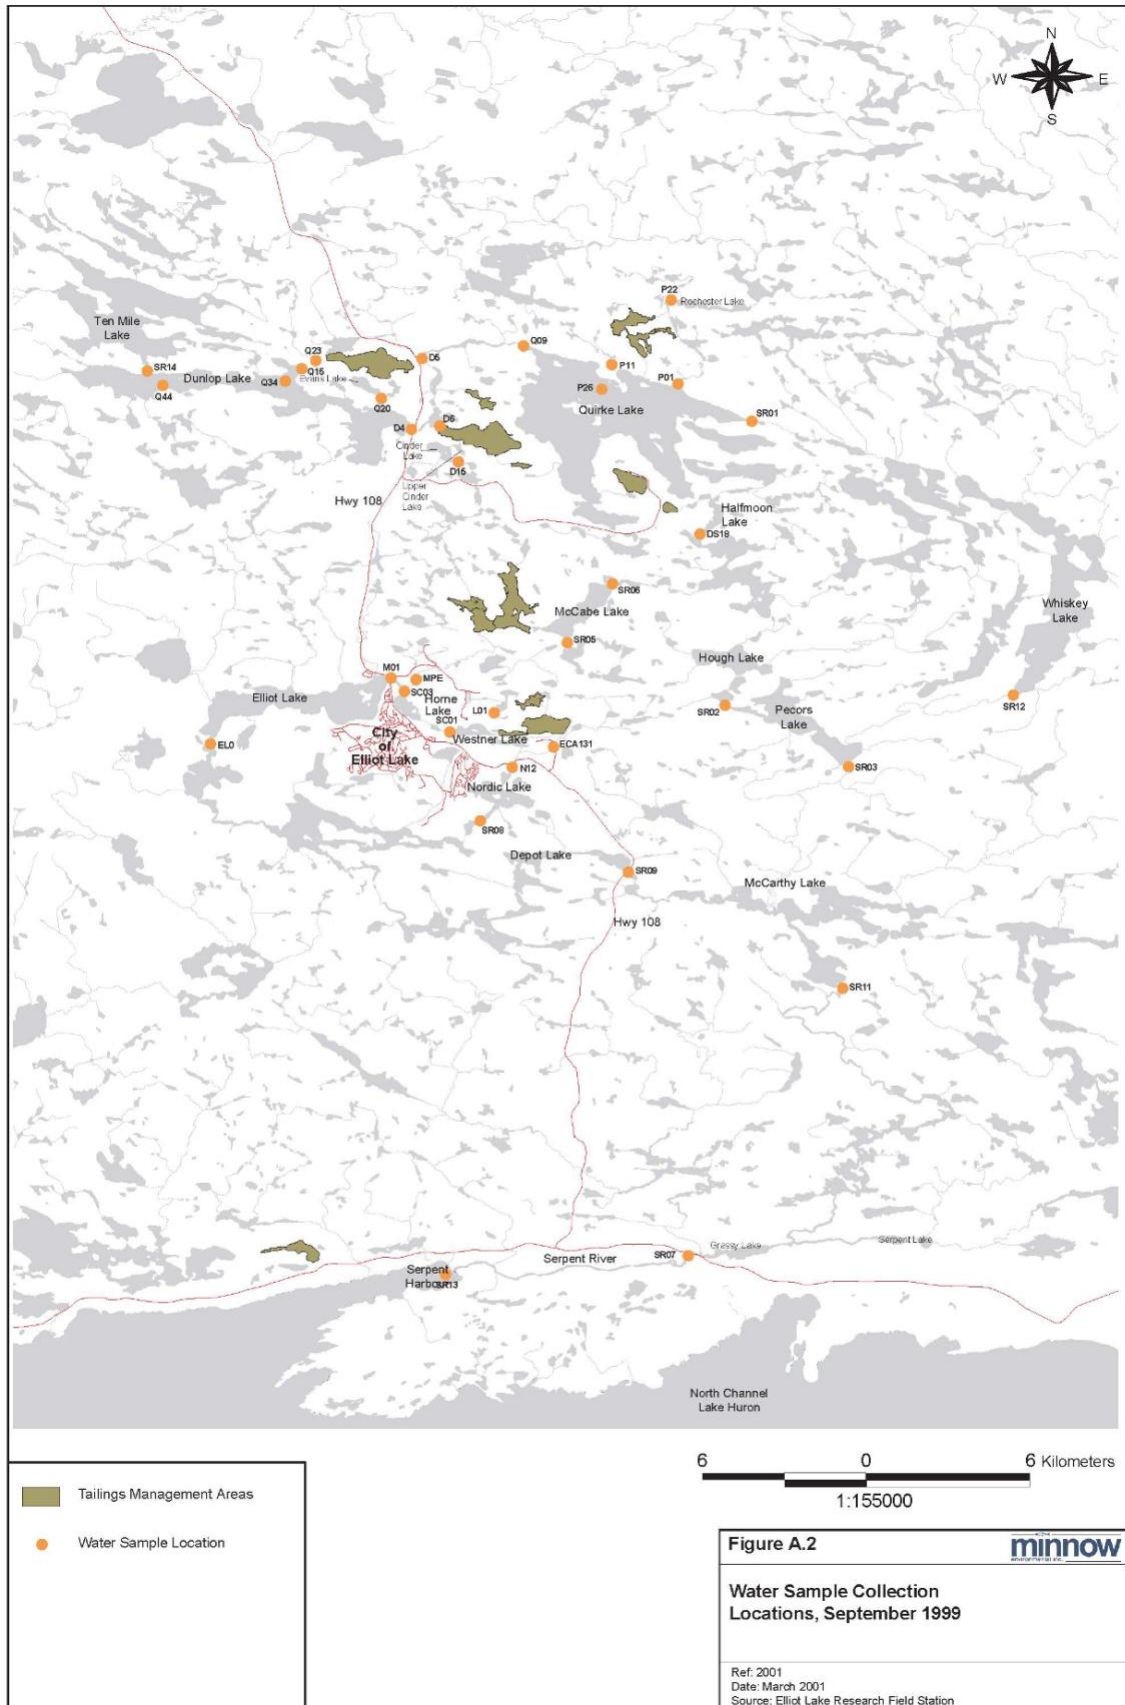 N
W E
S
P22
Rochester Lake
Ten Mile
Lake
Q09
Q23
D5
SR14
Q15
P11
Dunlop Lake
Q34
Evans Lake
P26
P01
Q44
Q20
Quirke Lake
SR01
D4
D6
Cinder
Lake
D15
Upper
Cinder
Lake
Hwy 108
Halfmoon
Lake
DS18
SR06
McCabe Lake
Whiskey
Lake
SR05
Hough Lake
M01
MPE
Elliot Lake
SC03
Horne
Lake
L01
SR02
Pecors
Lake
SR12
SC01
City
of
Elliot Lake
Westner Lake
EL0
ECA131
N12
SR03
Nordic Lake
SR08
Depot Lake
SR09
McCarthy Lake
Hwy 108
SR11
Grassy Lake
Serpent Lake
Serpent River
SR07
Serpent
Harbour
SR13
North Channel
Lake Huron
6 0 6 Kilometers
1:155000
Tailings Management Areas
Water Sample Location
Figure A.2
minnow
environmental inc.
Water Sample Collection
Locations, September 1999
Ref: 2001
Date: March 2001
Source: Elliot Lake Research Field Station